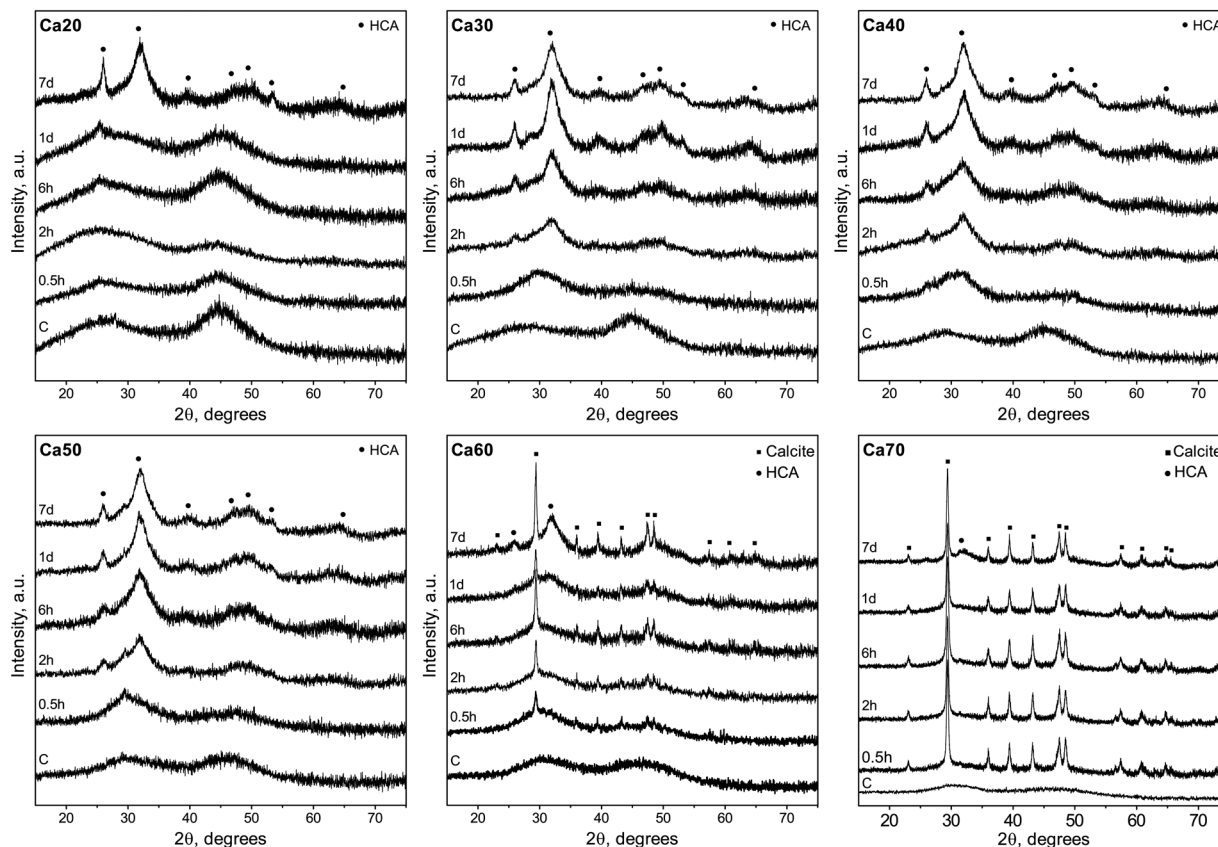 Ca20
● HCA
7d
1d
6h
2h
0.5h
C
Intensity, a.u.
20 30 40 50 60 70
2θ, degrees
Ca30
● HCA
7d
1d
6h
2h
0.5h
C
Intensity, a.u.
20 30 40 50 60 70
2θ, degrees
Ca40
● HCA
7d
1d
6h
2h
0.5h
C
20 30 40 50 60 70
2θ, degrees
Ca50
● HCA
7d
1d
6h
2h
0.5h
C
Intensity, a.u.
20 30 40 50 60 70
2θ, degrees
Ca60
■ Calcite
● HCA
7d
1d
6h
2h
0.5h
C
Intensity, a.u.
20 30 40 50 60 70
2θ, degrees
Ca70
■ Calcite
● HCA
7d
1d
6h
2h
0.5h
C
20 30 40 50 60 70
2θ, degrees